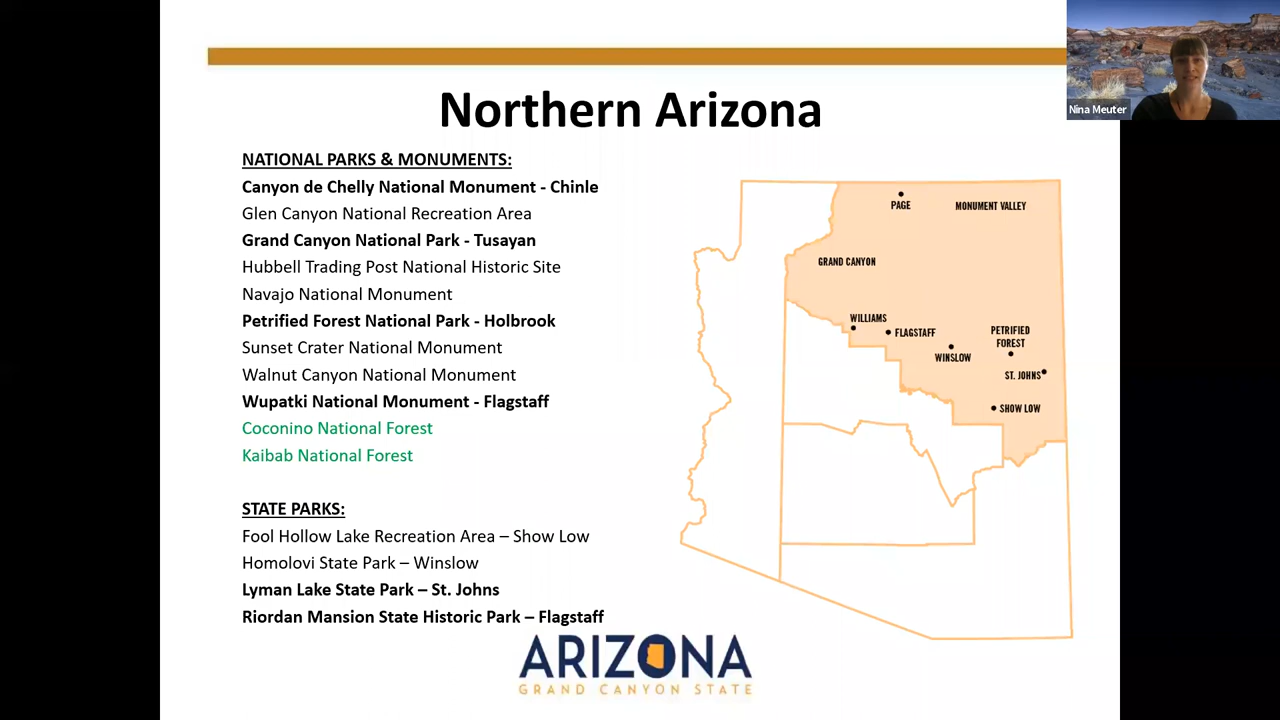 Northern Arizona
NATIONAL PARKS & MONUMENTS:
Canyon de Chelly National Monument - Chinle
Glen Canyon National Recreation Area
Grand Canyon National Park - Tusayan
Hubbell Trading Post National Historic Site
Navajo National Monument
Petrified Forest National Park - Holbrook
Sunset Crater National Monument
Walnut Canyon National Monument
Wupatki National Monument - Flagstaff
Coconino National Forest
Kaibab National Forest
STATE PARKS:
Fool Hollow Lake Recreation Area – Show Low
Homolovi State Park – Winslow
Lyman Lake State Park – St. Johns
Riordan Mansion State Historic Park – Flagstaff
PAGE
MONUMENT VALLEY
GRAND CANYON
WILLIAMS
FLAGSTAFF
WINSLOW
PETRIFIED
FOREST
ST. JOHNS
SHOW LOW
ARIZONA
GRAND CANYON STATE
Nina Meuter